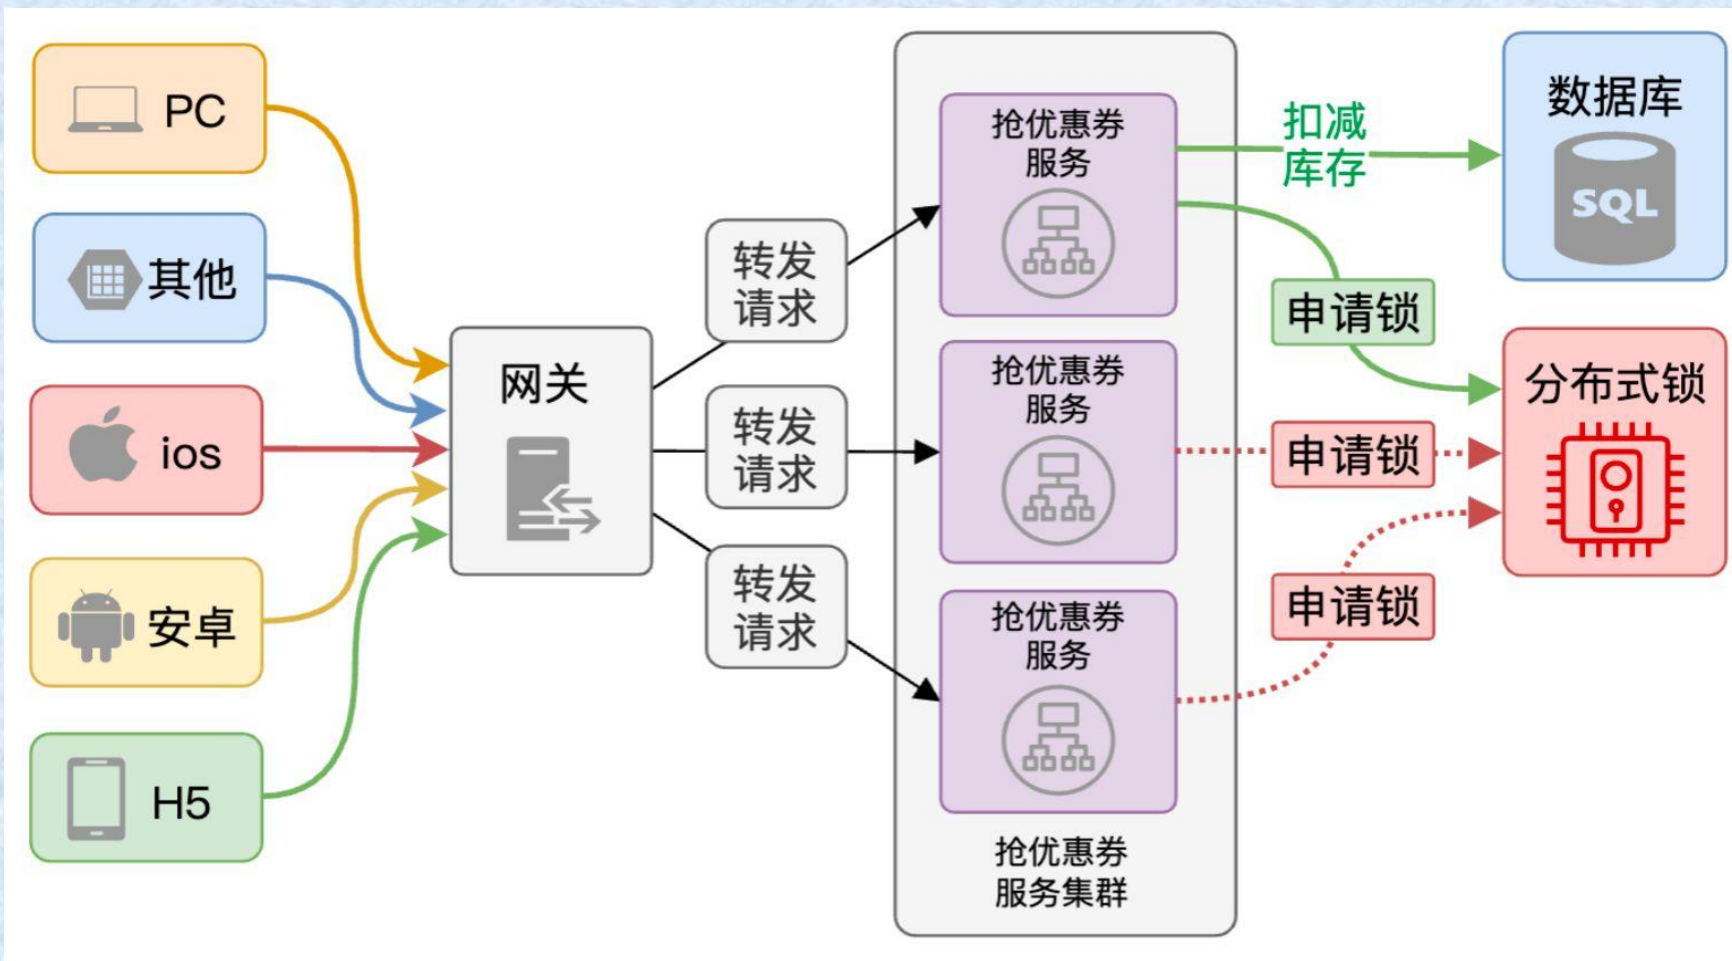 PC
其他
ios
安卓
H5
网关
转发
请求
转发
请求
转发
请求
抢优惠券
服务
抢优惠券
服务
抢优惠券
服务
抢优惠券
服务集群
扣减
库存
申请锁
申请锁
申请锁
数据库
SQL
分布式锁